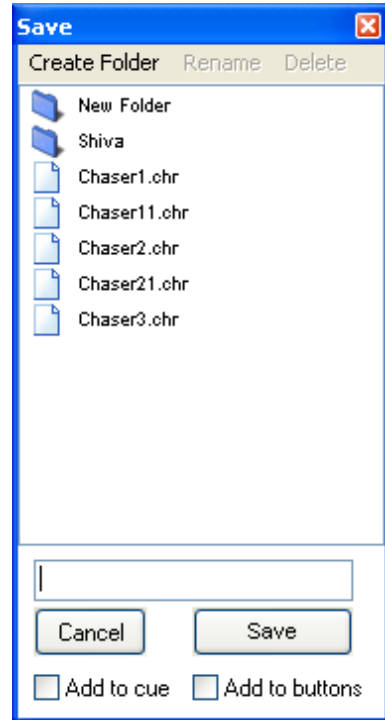 Save
Create Folder Rename Delete
New Folder
Shiva
Chaser1.chr
Chaser11.chr
Chaser2.chr
Chaser21.chr
Chaser3.chr
Cancel Save
Add to cue Add to buttons